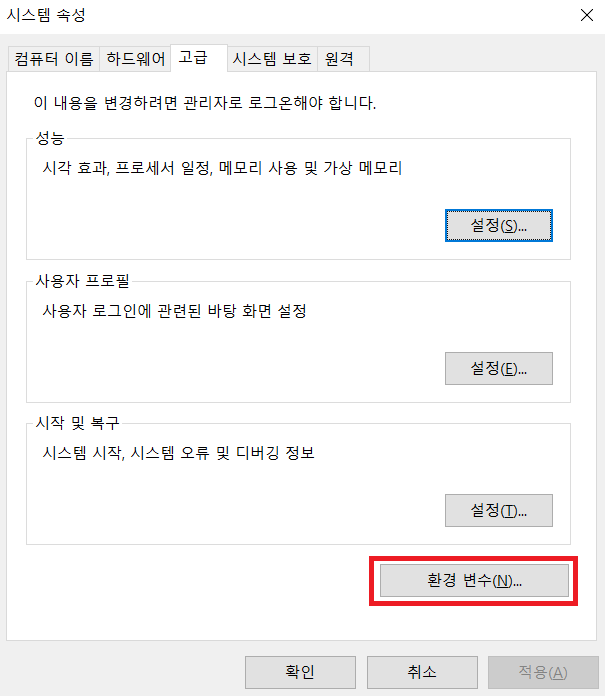 시스템 속성
컴퓨터 이름 하드웨어 고급 시스템 보호 원격
이 내용을 변경하려면 관리자로 로그온해야 합니다.
성능
시각 효과, 프로세서 일정, 메모리 사용 및 가상 메모리
설정(S)...
사용자 프로필
사용자 로그인에 관련된 바탕 화면 설정
설정(E)...
시작 및 복구
시스템 시작, 시스템 오류 및 디버깅 정보
설정(T)...
환경 변수(N)...
확인 취소 적용(A)